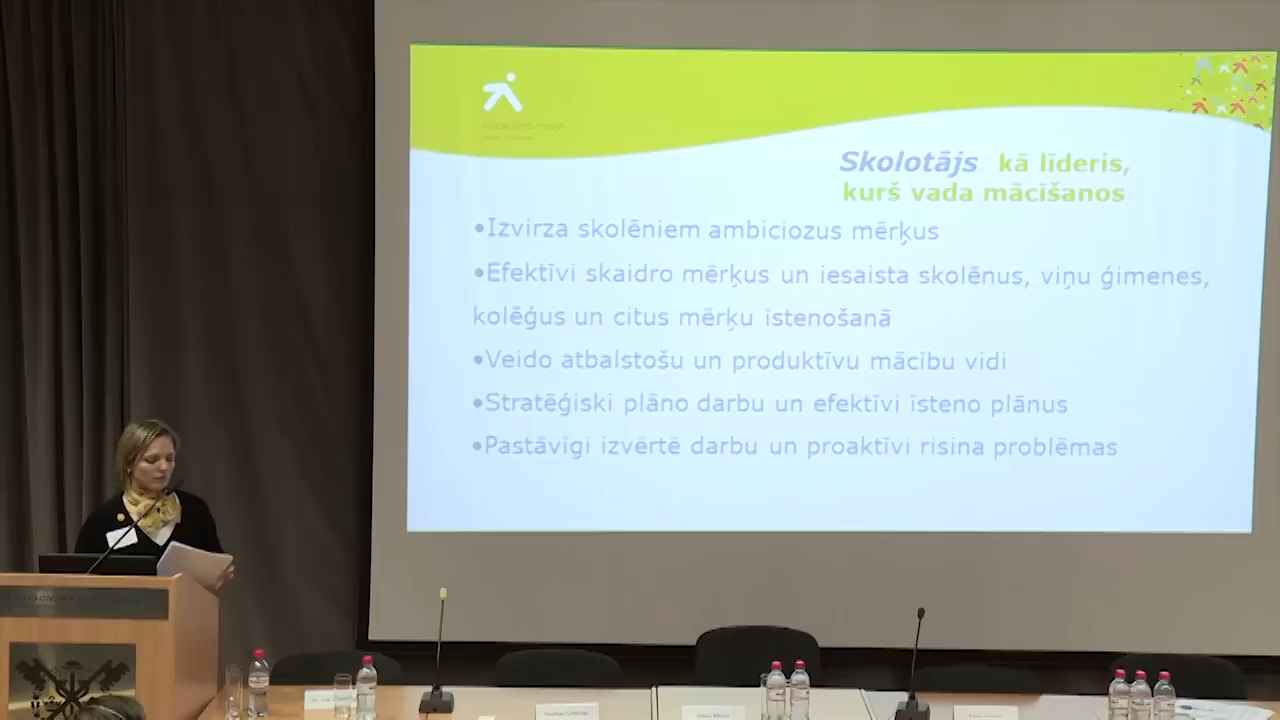 Skolotājs kā līderis,
kurš vada mācīšanos
•Izvirza skolēniem ambiciozus mērķus
•Efektīvi skaidro mērķus un iesaista skolēnus, viņu ģimenes,
kolēģus un citus mērķu īstenošanā
•Veido atbalstošu un produktīvu mācību vidi
•Stratēģiski plāno darbu un efektīvi īsteno plānus
•Pastāvīgi izvērtē darbu un proaktīvi risina problēmas